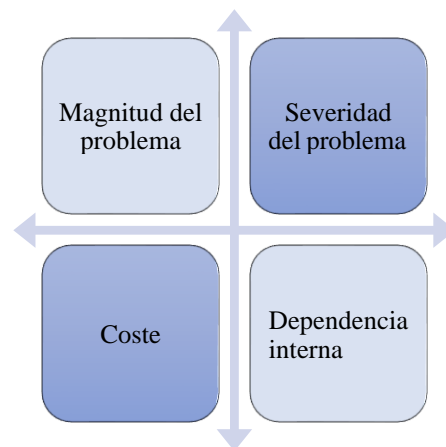 Magnitud del
problema
Severidad
del problema
Coste
Dependencia
interna